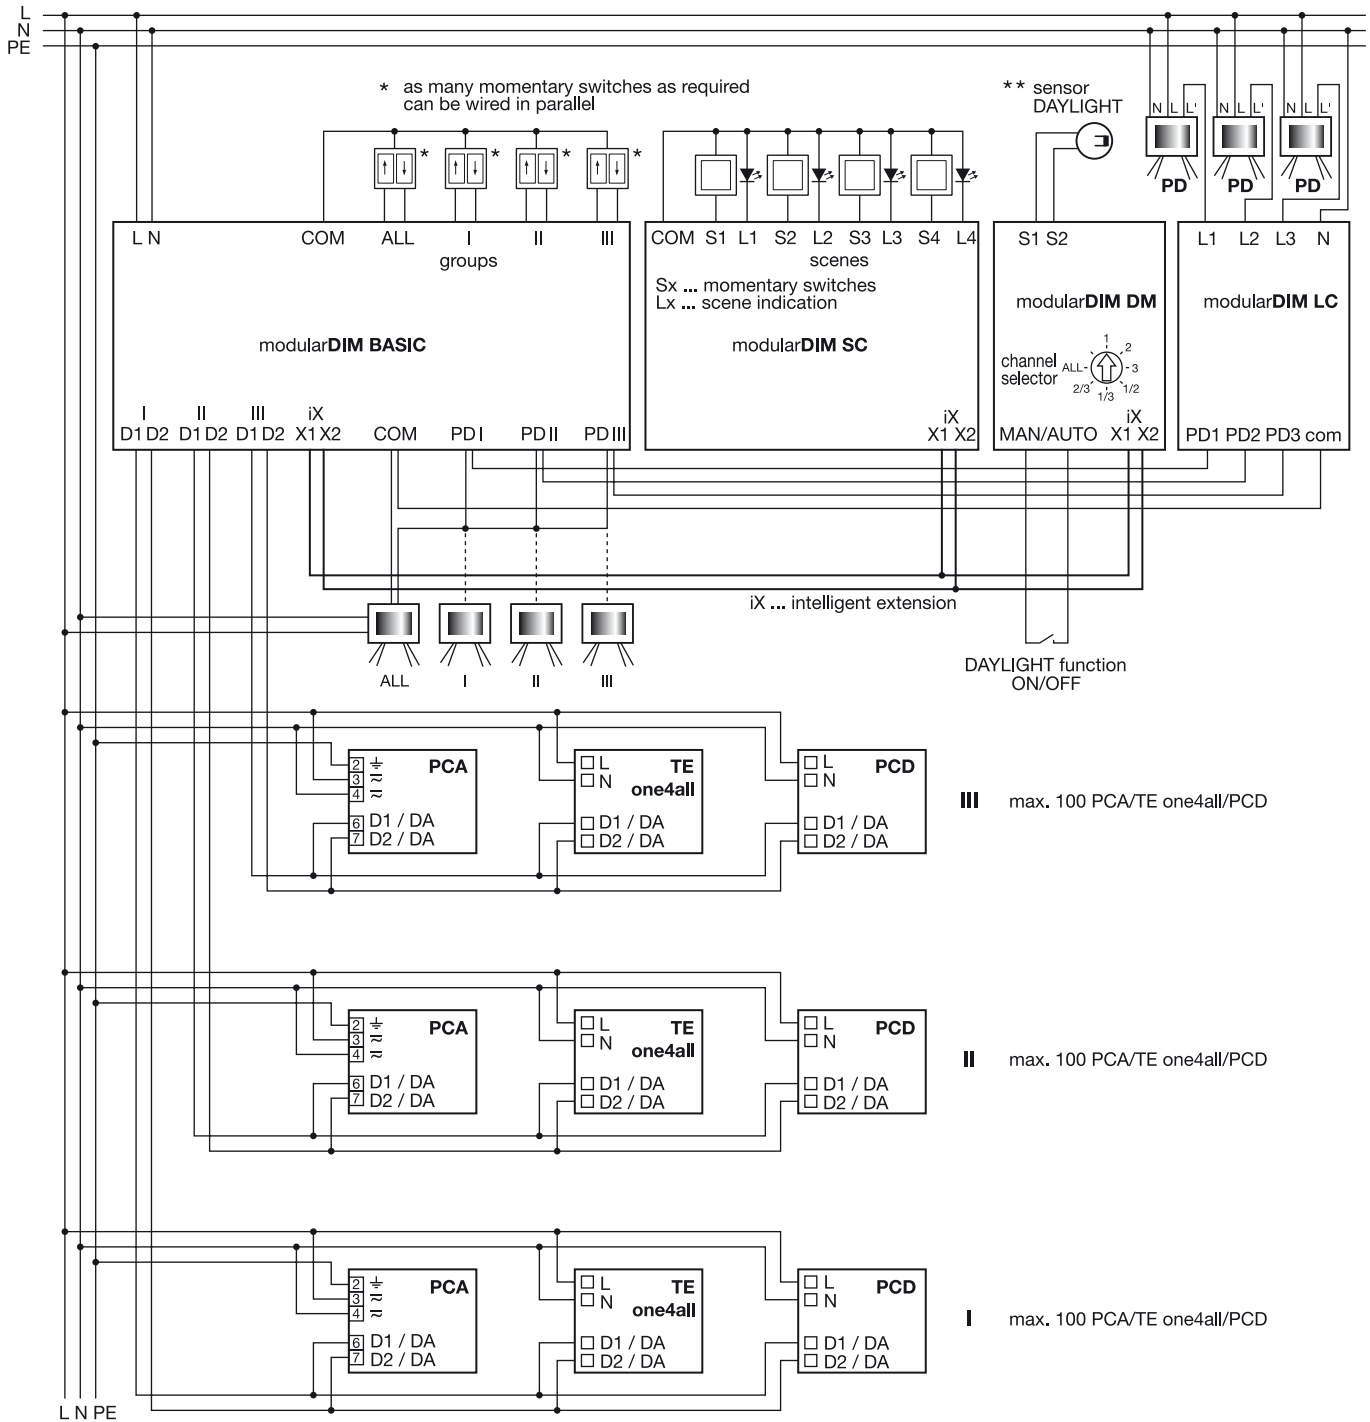 L
N
PE
* as many momentary switches as required
can be wired in parallel
** sensor
DAYLIGHT
N L L' N L L' N L L'
PD PD PD
* * * *
L N COM ALL I II III
groups
COM S1 L1 S2 L2 S3 L3 S4 L4
scenes
Sx ... momentary switches
Lx ... scene indication
S1 S2
L1 L2 L3 N
modularDIM BASIC
modularDIM SC
modularDIM DM
modularDIM LC
channel
selector
ALL 1 2 3 1/2 1/3 2/3
I II III iX
D1 D2 D1 D2 D1 D2 X1 X2 COM PD I PD II PD III
iX
X1 X2
iX
MAN/AUTO X1 X2
PD1 PD2 PD3 com
iX ... intelligent extension
ALL I II III
DAYLIGHT function
ON/OFF
2
3
4
6 D1 / DA
7 D2 / DA
PCA
L
N
TE
one4all
D1 / DA
D2 / DA
L
N
PCD
D1 / DA
D2 / DA
III max. 100 PCA/TE one4all/PCD
2
3
4
6 D1 / DA
7 D2 / DA
PCA
L
N
TE
one4all
D1 / DA
D2 / DA
L
N
PCD
D1 / DA
D2 / DA
II max. 100 PCA/TE one4all/PCD
2
3
4
6 D1 / DA
7 D2 / DA
PCA
L
N
TE
one4all
D1 / DA
D2 / DA
L
N
PCD
D1 / DA
D2 / DA
I max. 100 PCA/TE one4all/PCD
L N PE